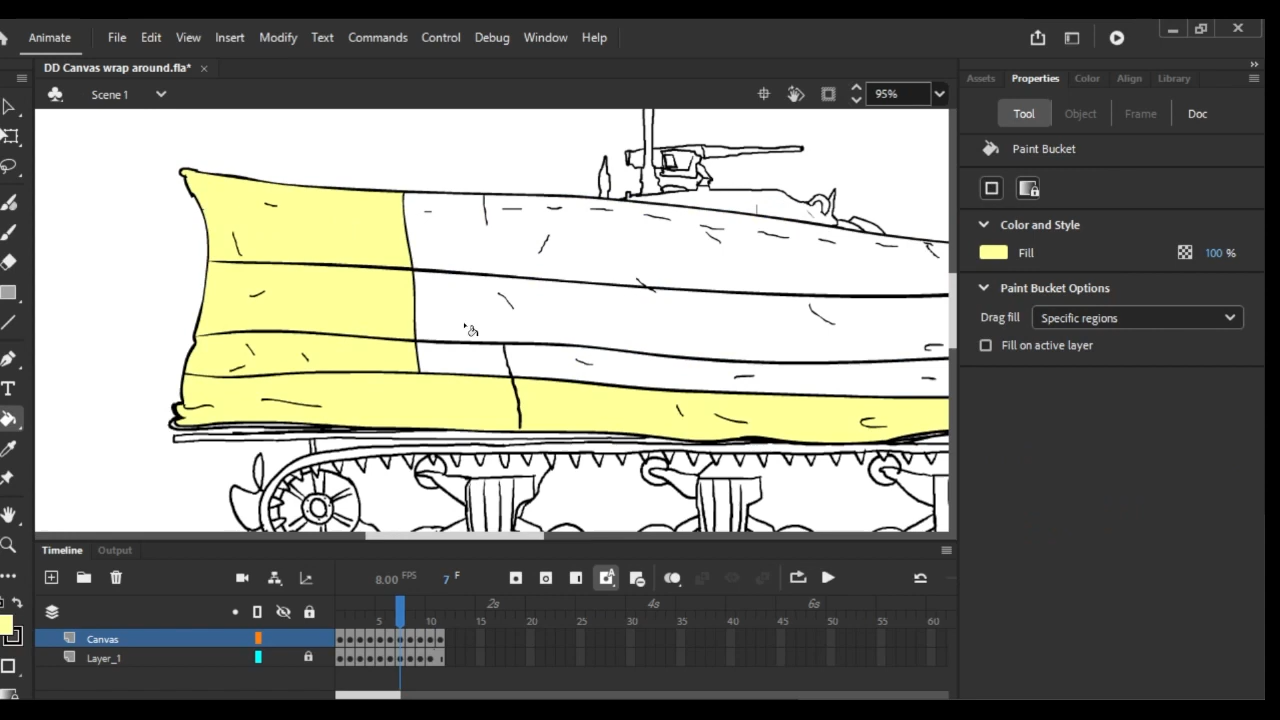 Animate File Edit View Insert Modify Text Commands Control Debug Window Help
DD Canvas wrap around.fla*
Scene 1 95%
Assets Properties Color Align Library
Tool Object Frame Doc
Paint Bucket
Color and Style
Fill 100 %
Paint Bucket Options
Drag fill Specific regions
Fill on active layer
Timeline Output
8.00 FPS 7 F
2s 4s 6s
5 10 15 20 25 30 35 40 45 50 55 60
Canvas
Layer_1